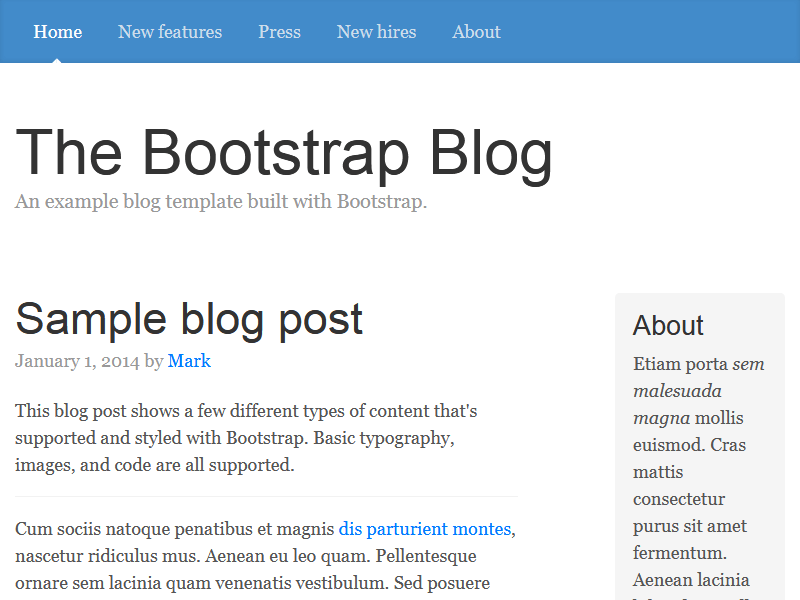 Home New features Press New hires About
The Bootstrap Blog
An example blog template built with Bootstrap.
Sample blog post
January 1, 2014 by Mark
This blog post shows a few different types of content that's
supported and styled with Bootstrap. Basic typography,
images, and code are all supported.
Cum sociis natoque penatibus et magnis dis parturient montes,
nascetur ridiculus mus. Aenean eu leo quam. Pellentesque
ornare sem lacinia quam venenatis vestibulum. Sed posuere
About
Etiam porta sem
malesuada
magna mollis
euismod. Cras
mattis
consectetur
purus sit amet
fermentum.
Aenean lacinia